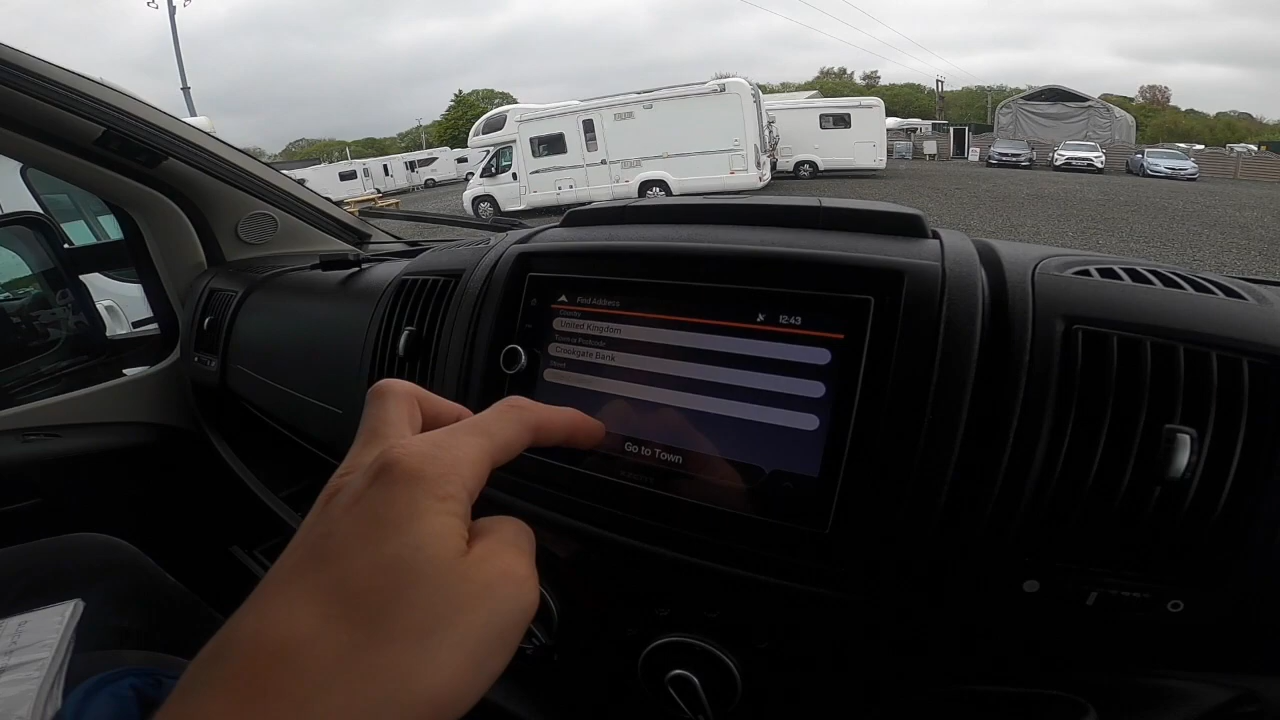 Find Address
12:43
Country
United Kingdom
Town or Postcode
Crookgate Bank
Street
Go to Town